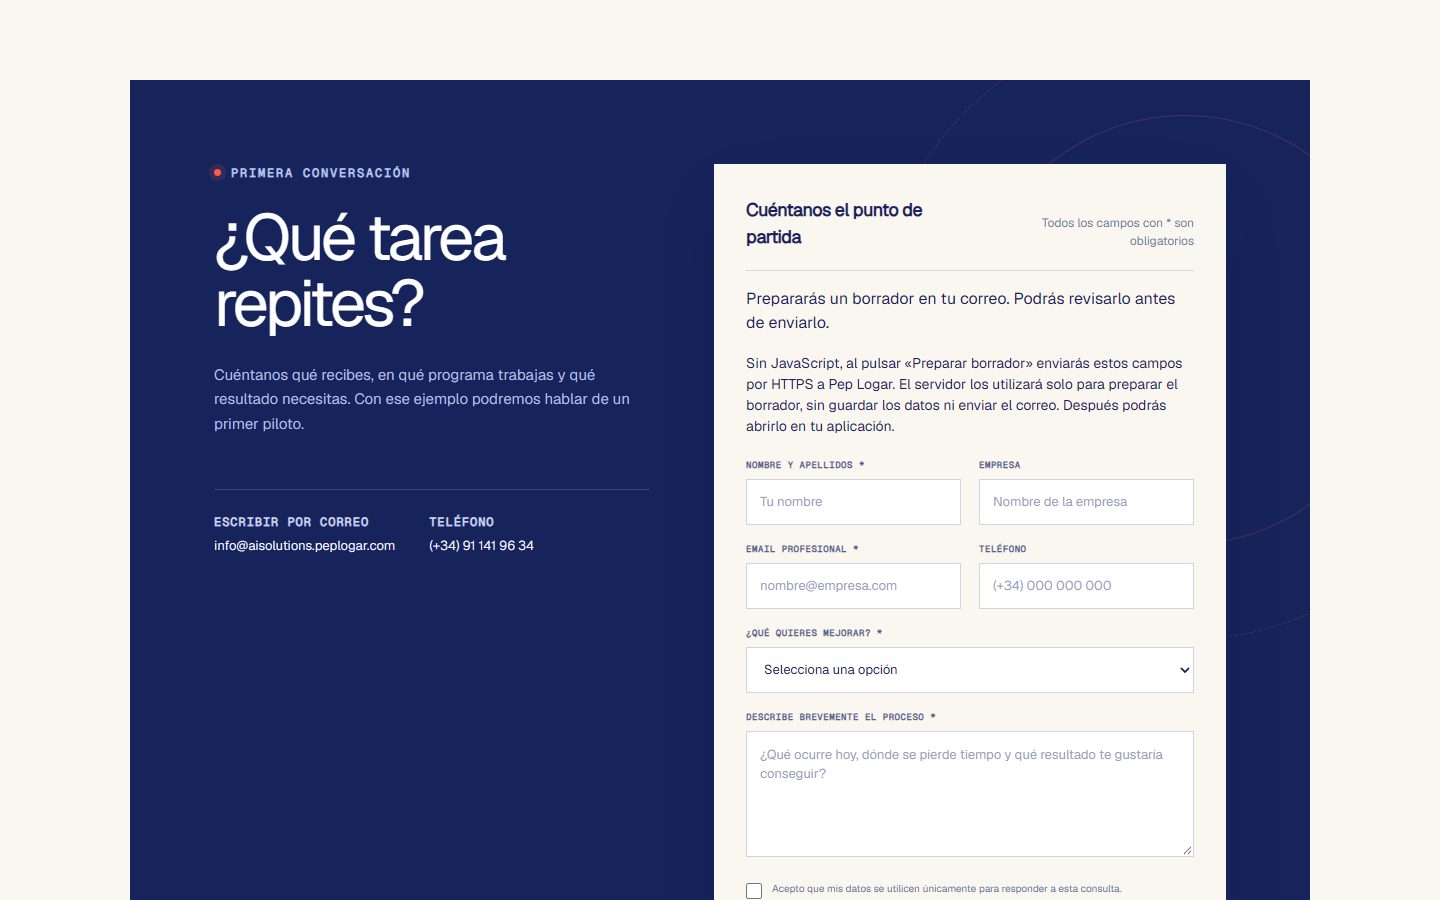 PRIMERA CONVERSACIÓN
¿Qué tarea
repites?
Cuéntanos qué recibes, en qué programa trabajas y qué
resultado necesitas. Con ese ejemplo podremos hablar de un
primer piloto.
ESCRIBIR POR CORREO
info@aisolutions.peplogar.com
TELÉFONO
(+34) 91 141 96 34
Cuéntanos el punto de
partida
Todos los campos con * son
obligatorios
Prepararás un borrador en tu correo. Podrás revisarlo antes
de enviarlo.
Sin JavaScript, al pulsar «Preparar borrador» enviarás estos campos
por HTTPS a Pep Logar. El servidor los utilizará solo para preparar el
borrador, sin guardar los datos ni enviar el correo. Después podrás
abrirlo en tu aplicación.
NOMBRE Y APELLIDOS *
Tu nombre
EMPRESA
Nombre de la empresa
EMAIL PROFESIONAL *
nombre@empresa.com
TELÉFONO
(+34) 000 000 000
¿QUÉ QUIERES MEJORAR? *
Selecciona una opción
DESCRIBE BREVEMENTE EL PROCESO *
¿Qué ocurre hoy, dónde se pierde tiempo y qué resultado te gustaría
conseguir?
Acepto que mis datos se utilicen únicamente para responder a esta consulta.